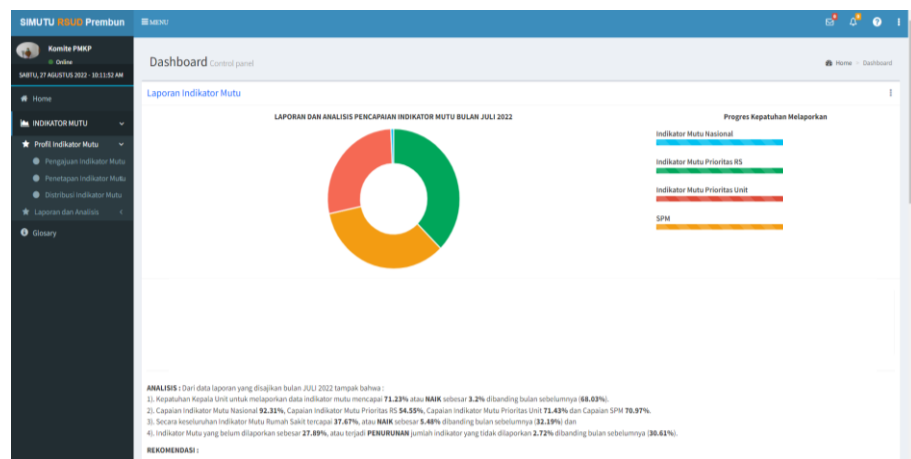 SIMUTU RSUD Prembun
MENU
Komite PMKP
Online
SABTU, 27 AGUSTUS 2022 - 10:11:52 AM
Home
INDIKATOR MUTU
Profil Indikator Mutu
Pengajuan Indikator Mutu
Penetapan Indikator Mutu
Distribusi Indikator Mutu
Laporan dan Analisis
Glosary
Dashboard Control panel
Home > Dashboard
Laporan Indikator Mutu
LAPORAN DAN ANALISIS PENCAPAIAN INDIKATOR MUTU BULAN JULI 2022
Progres Kepatuhan Melaporkan
Indikator Mutu Nasional
Indikator Mutu Prioritas RS
Indikator Mutu Prioritas Unit
SPM
ANALISIS : Dari data laporan yang disajikan bulan JULI 2022 tampak bahwa :
1). Kepatuhan Kepala Unit untuk melaporkan data indikator mutu mencapai 71.23% atau NAIK sebesar 3.2% dibanding bulan sebelumnya (68.03%).
2). Capaian Indikator Mutu Nasional 92.31%, Capaian Indikator Mutu Prioritas RS 54.55%, Capaian Indikator Mutu Prioritas Unit 71.43% dan Capaian SPM 70.97%.
3). Secara keseluruhan Indikator Mutu Rumah Sakit tercapai 37.67%, atau NAIK sebesar 5.48% dibanding bulan sebelumnya (32.19%) dan
4). Indikator Mutu yang belum dilaporkan sebesar 27.89%, atau terjadi PENURUNAN jumlah indikator yang tidak dilaporkan 2.72% dibanding bulan sebelumnya (30.61%).
REKOMENDASI :